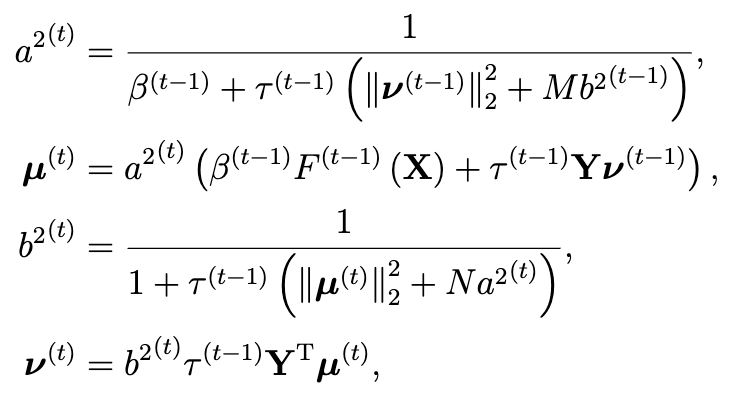 $a^{2^{(t)}} = \frac{1}{\beta^{(t-1)} + \tau^{(t-1)} \left( \|\boldsymbol{\nu}^{(t-1)}\|_2^2 + M b^{2^{(t-1)}} \right)},$
$\boldsymbol{\mu}^{(t)} = a^{2^{(t)}} \left( \beta^{(t-1)} F^{(t-1)} (\mathbf{X}) + \tau^{(t-1)} \mathbf{Y} \boldsymbol{\nu}^{(t-1)} \right),$
$b^{2^{(t)}} = \frac{1}{1 + \tau^{(t-1)} \left( \|\boldsymbol{\mu}^{(t)}\|_2^2 + N a^{2^{(t)}} \right)},$
$\boldsymbol{\nu}^{(t)} = b^{2^{(t)}} \tau^{(t-1)} \mathbf{Y}^{\mathrm{T}} \boldsymbol{\mu}^{(t)},$